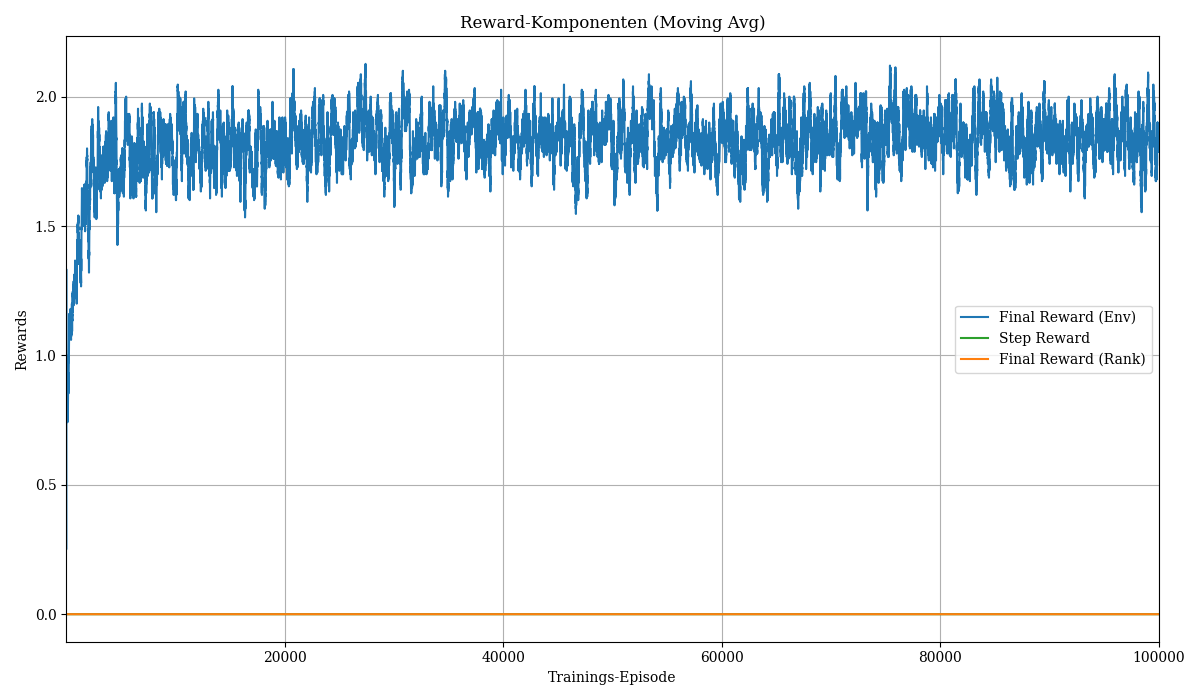 Reward-Komponenten (Moving Avg)
2.0
1.5
1.0
0.5
0.0
Rewards
Final Reward (Env)
Step Reward
Final Reward (Rank)
20000
40000
60000
80000
100000
Trainings-Episode